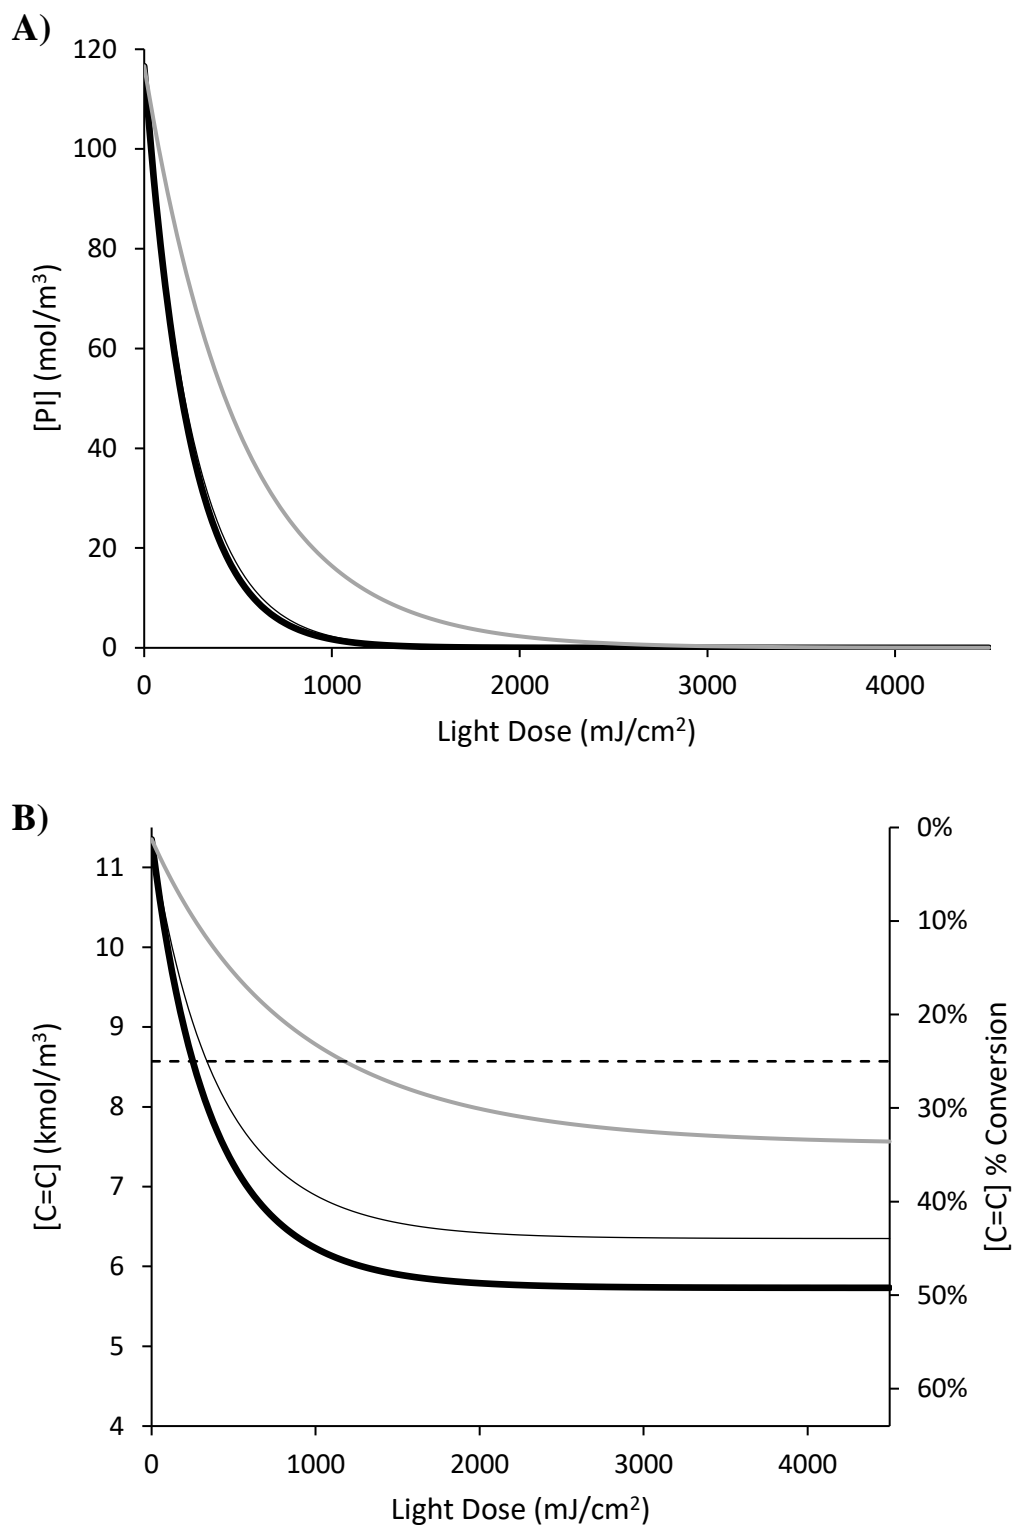 A)
120
100
80
60
40
20
0
[PI] (mol/m³)
0 1000 2000 3000 4000
Light Dose (mJ/cm²)
B)
11
10
9
8
7
6
5
4
[C=C] (kmol/m³)
0%
10%
20%
30%
40%
50%
60%
[C=C] % Conversion
0 1000 2000 3000 4000
Light Dose (mJ/cm²)